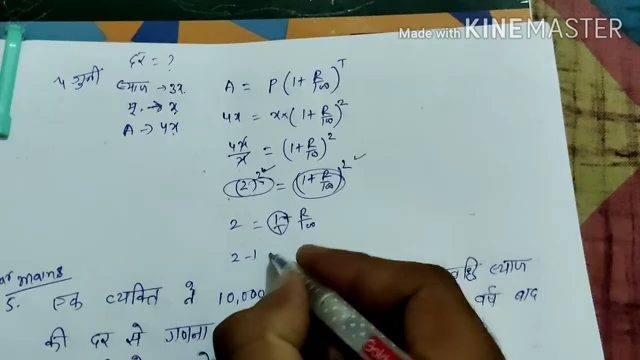 Made with KINEMASTER
दर = ?
4 गुनी
ब्याज → 3x
मू. → x
A → 4x
A = P(1+R/100)^T
4x = x×(1+R/100)^2
4x/x = (1+R/100)^2
(2)^2 = (1+R/100)^2
2 = 1+R/100
2-1
5. एक व्यक्ति ने 10,000 ब्याज
की दर से गणना वर्ष बाद